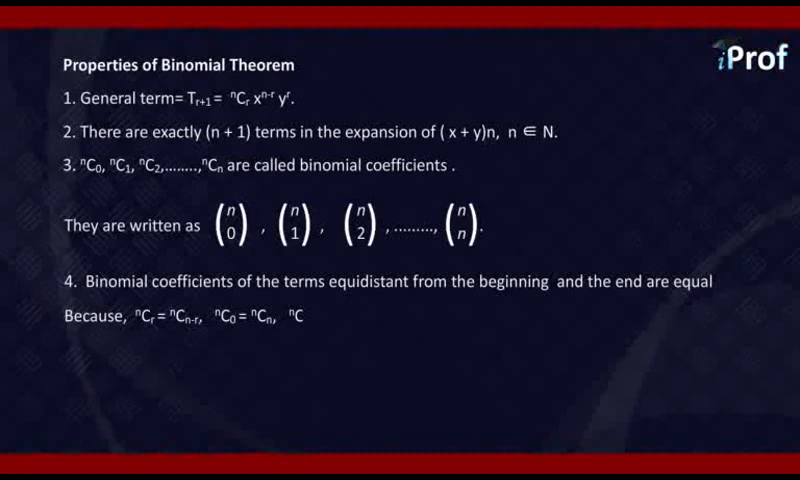 iProf
Properties of Binomial Theorem
1. General term= Tᵣ₊₁ = ⁿCᵣ xⁿ⁻ʳ yʳ.
2. There are exactly (n + 1) terms in the expansion of ( x + y)n, n ∈ N.
3. ⁿC₀, ⁿC₁, ⁿC₂,........,ⁿCₙ are called binomial coefficients .
They are written as (n 0) , (n 1) , (n 2) , ........., (n n).
4. Binomial coefficients of the terms equidistant from the beginning and the end are equal
Because, ⁿCᵣ = ⁿCₙ₋ᵣ, ⁿC₀ = ⁿCₙ, ⁿC